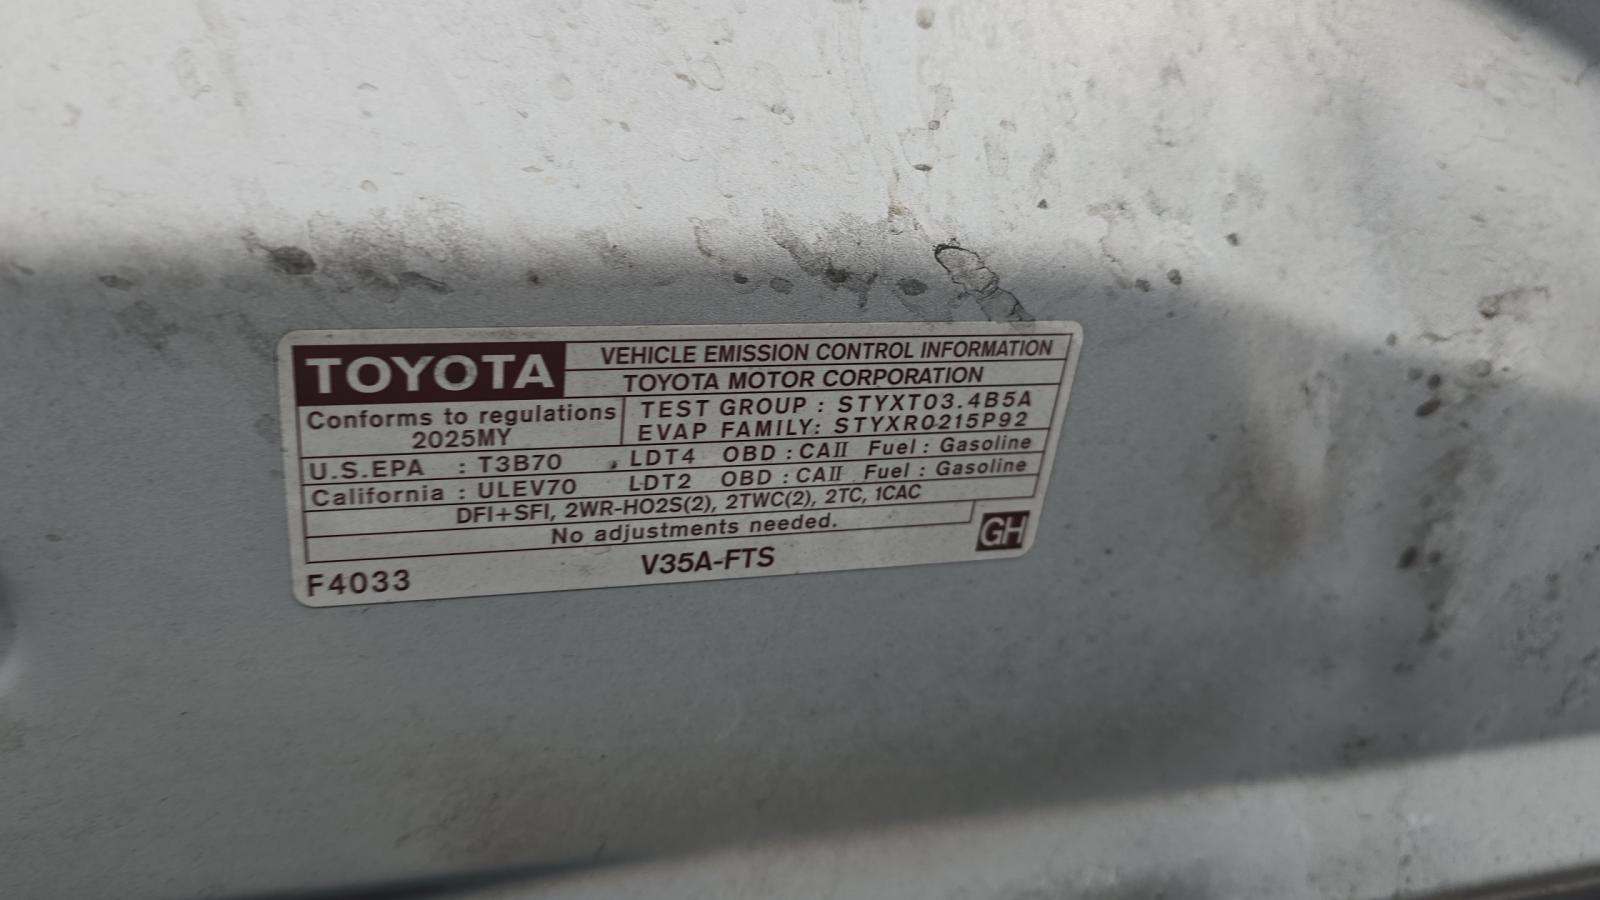 TOYOTA
VEHICLE EMISSION CONTROL INFORMATION
TOYOTA MOTOR CORPORATION
Conforms to regulations
2025MY
TEST GROUP : STYXT03.4B5A
EVAP FAMILY: STYXR0215P92
U.S.EPA : T3B70 LDT4 OBD : CAII Fuel : Gasoline
California : ULEV70 LDT2 OBD : CAII Fuel : Gasoline
DFI+SFI, 2WR-HO2S(2), 2TWC(2), 2TC, 1CAC
No adjustments needed.
GH
F4033 V35A-FTS